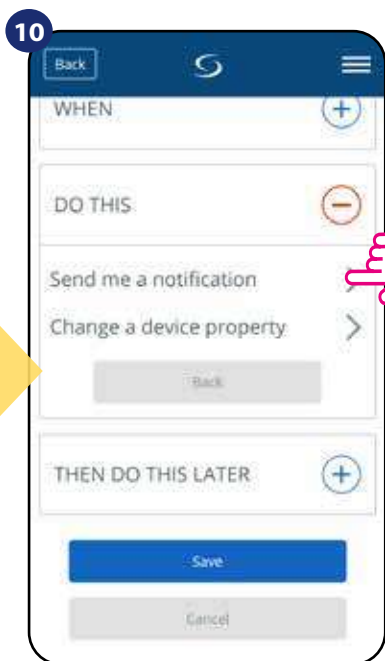 10
Back
WHEN
DO THIS
Send me a notification
Change a device property
Back
THEN DO THIS LATER
Save
Cancel